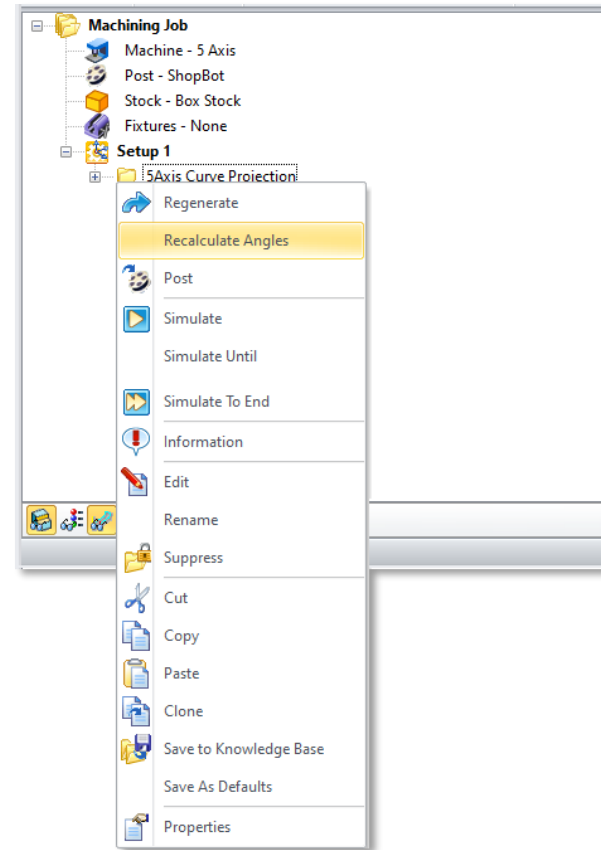 Machining Job
Machine - 5 Axis
Post - ShopBot
Stock - Box Stock
Fixtures - None
Setup 1
5Axis Curve Projection
Regenerate
Recalculate Angles
Post
Simulate
Simulate Until
Simulate To End
Information
Edit
Rename
Suppress
Cut
Copy
Paste
Clone
Save to Knowledge Base
Save As Defaults
Properties